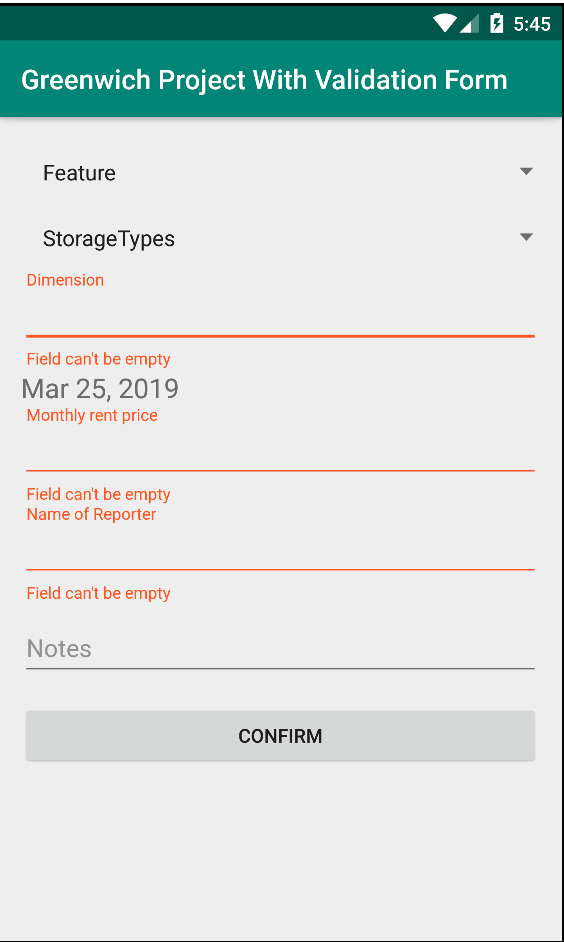 5:45
Greenwich Project With Validation Form
Feature
StorageTypes
Dimension
Field can't be empty
Mar 25, 2019
Monthly rent price
Field can't be empty
Name of Reporter
Field can't be empty
Notes
CONFIRM